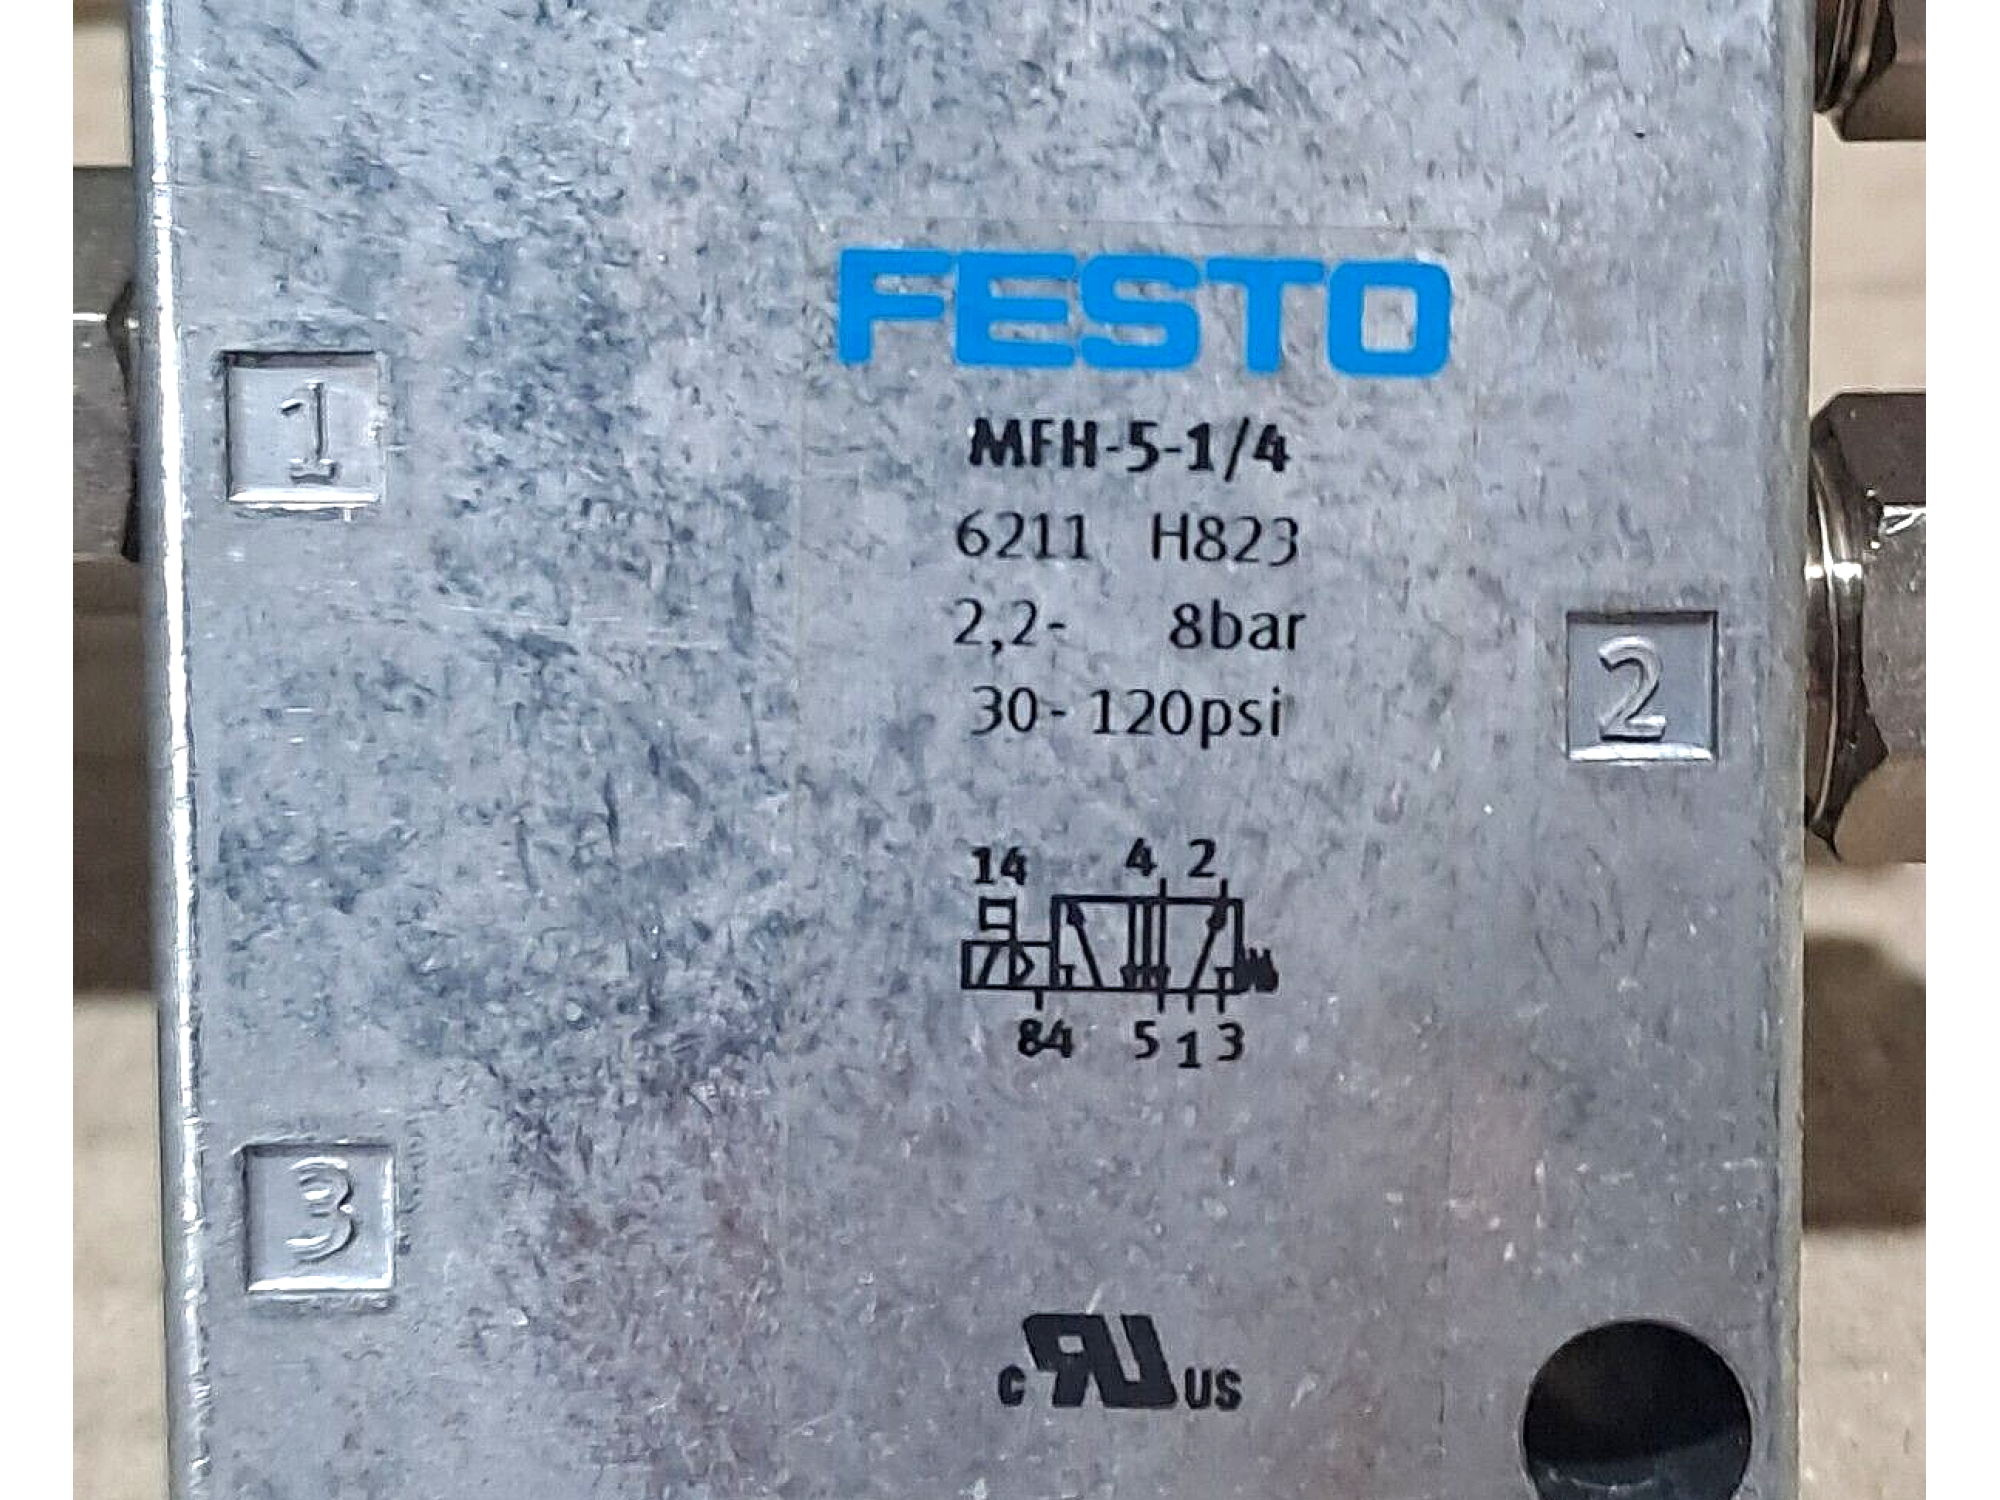 FESTO
1
MFH-5-1/4
6211 H823
2,2- 8bar
30-120psi
2
14 4 2
84 5 1 3
3
c RU US